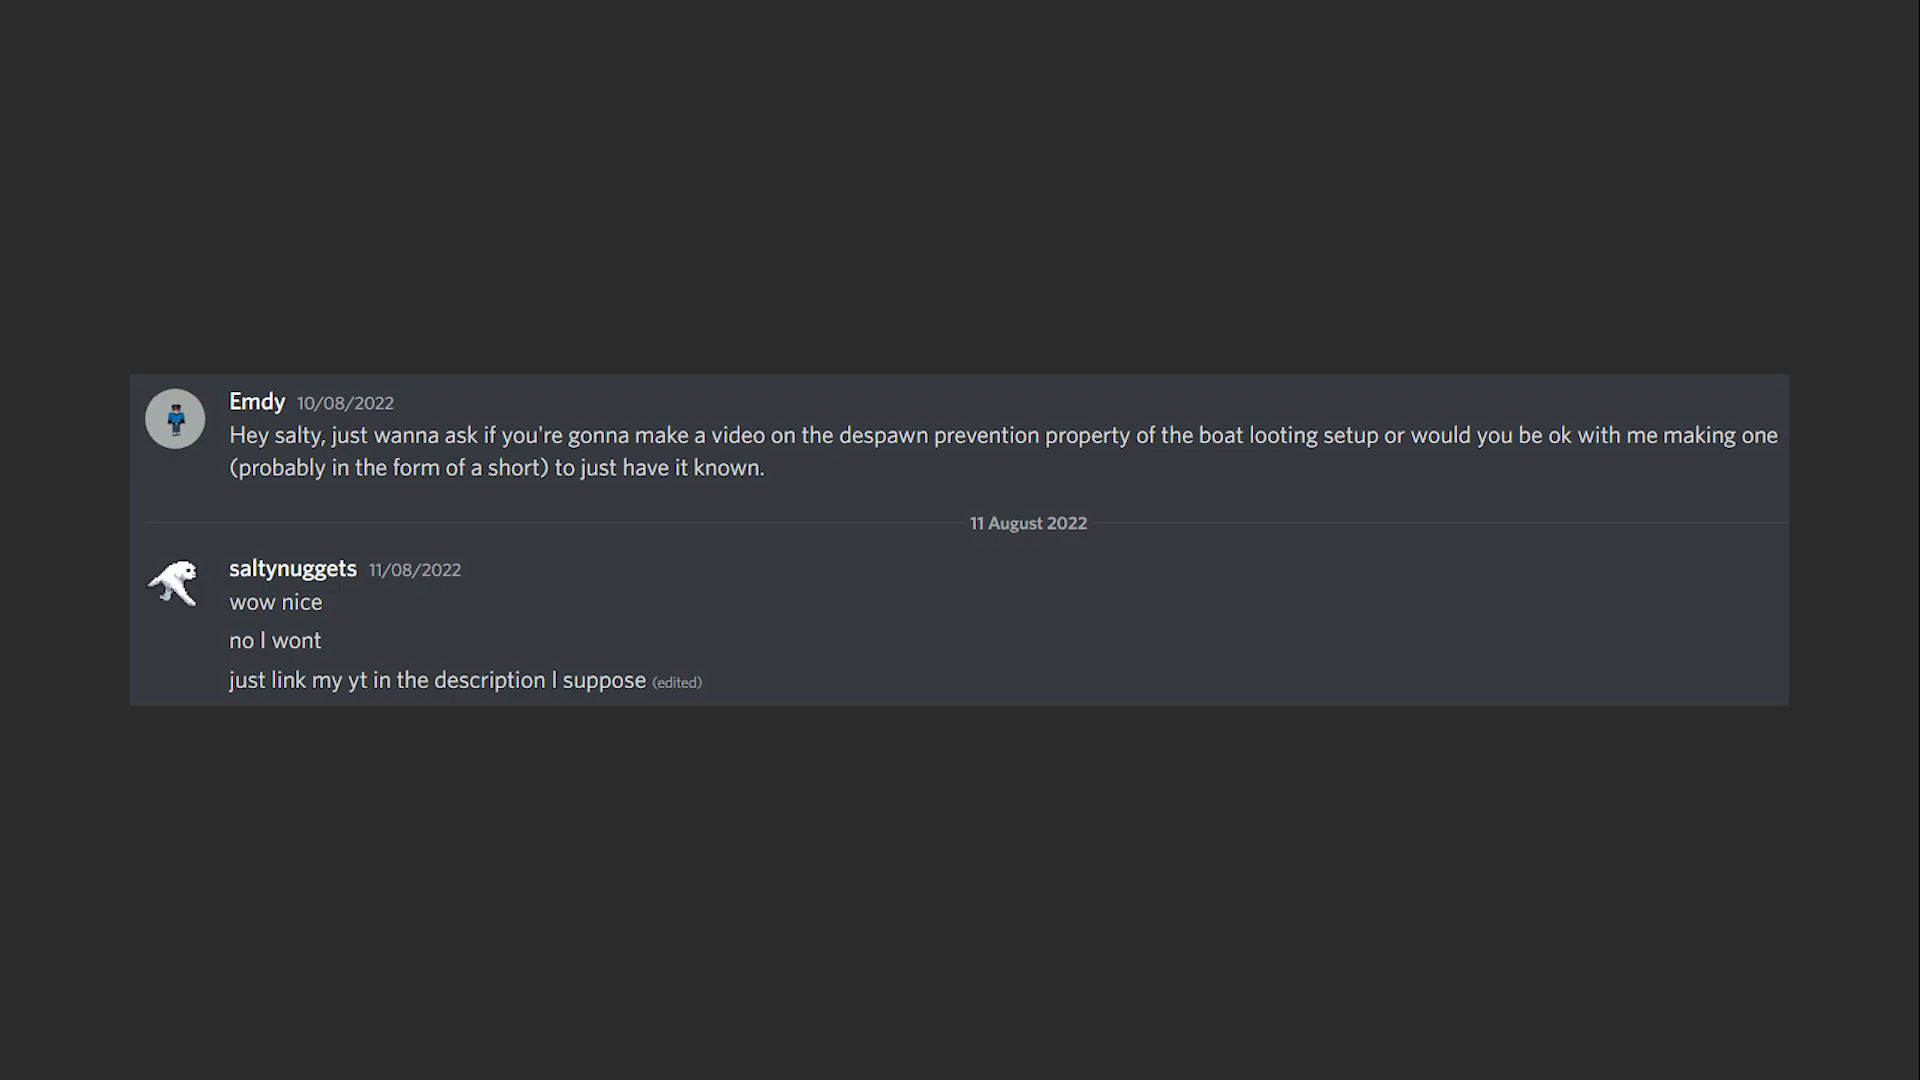 Emdy 10/08/2022
Hey salty, just wanna ask if you're gonna make a video on the despawn prevention property of the boat looting setup or would you be ok with me making one
(probably in the form of a short) to just have it known.
11 August 2022
saltynuggets 11/08/2022
wow nice
no I wont
just link my yt in the description I suppose (edited)